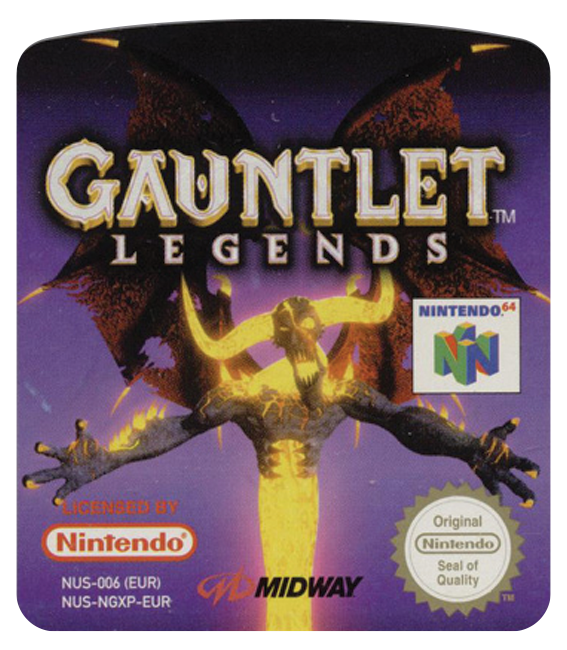 GAUNTLET™
LEGENDS
NINTENDO⁶⁴
LICENSED BY
Nintendo®
NUS-006 (EUR)
NUS-NGXP-EUR
MIDWAY
Original
Nintendo
Seal of
Quality
TM